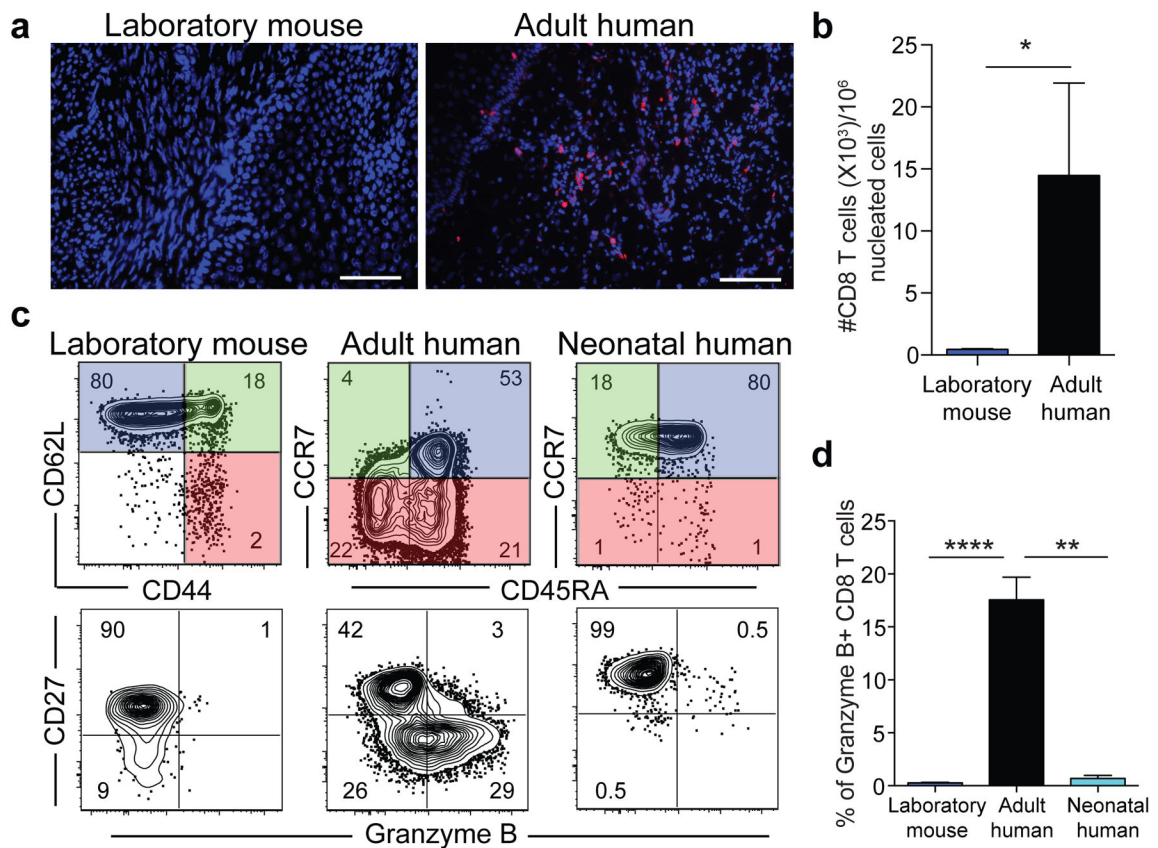 a
Laboratory mouse
Adult human
b
#CD8 T cells (X10³)/10⁶
nucleated cells
25
20
15
10
5
0
*
Laboratory
mouse
Adult
human
c
Laboratory mouse
Adult human
Neonatal human
CD62L
80
18
2
CD44
CCR7
4
53
22
21
CCR7
18
80
1
1
CD45RA
CD27
90
1
9
42
3
26
29
99
0.5
0.5
Granzyme B
d
% of Granzyme B+ CD8 T cells
25
20
15
10
5
0
****
**
Laboratory
mouse
Adult
human
Neonatal
human